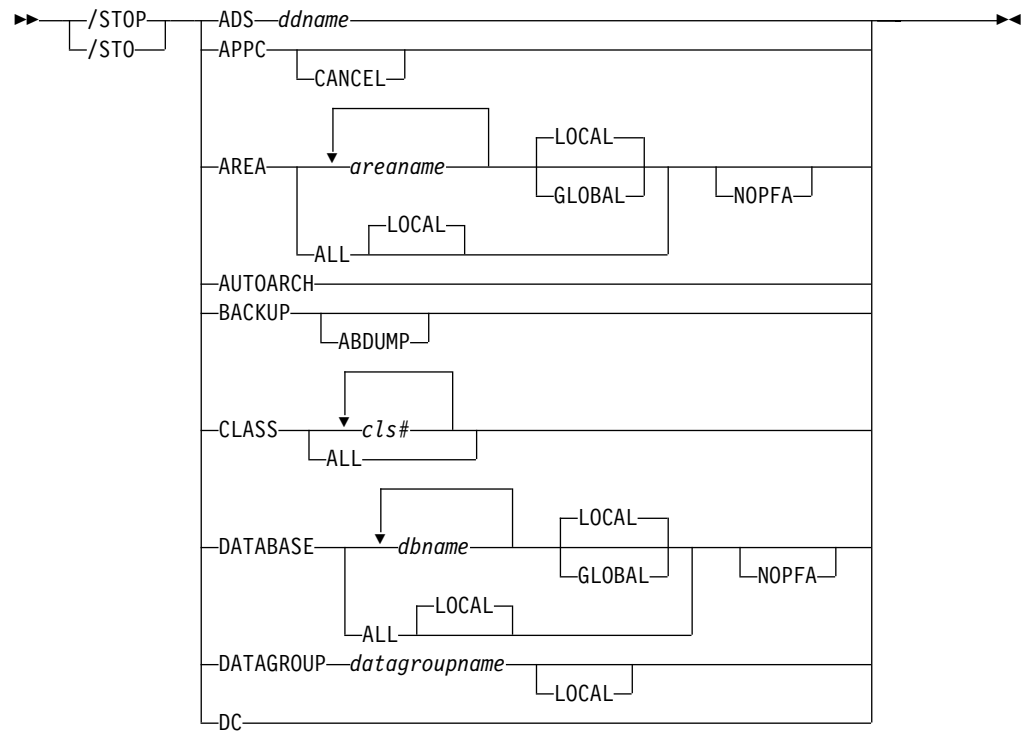 /STOP ADS ddname
/STO APPC
CANCEL
LOCAL
AREA areaname
GLOBAL NOPFA
LOCAL
ALL
AUTOARCH
BACKUP
ABDUMP
CLASS cls#
ALL
LOCAL
DATABASE dbname
GLOBAL NOPFA
LOCAL
ALL
DATAGROUP datagroupname
LOCAL
DC